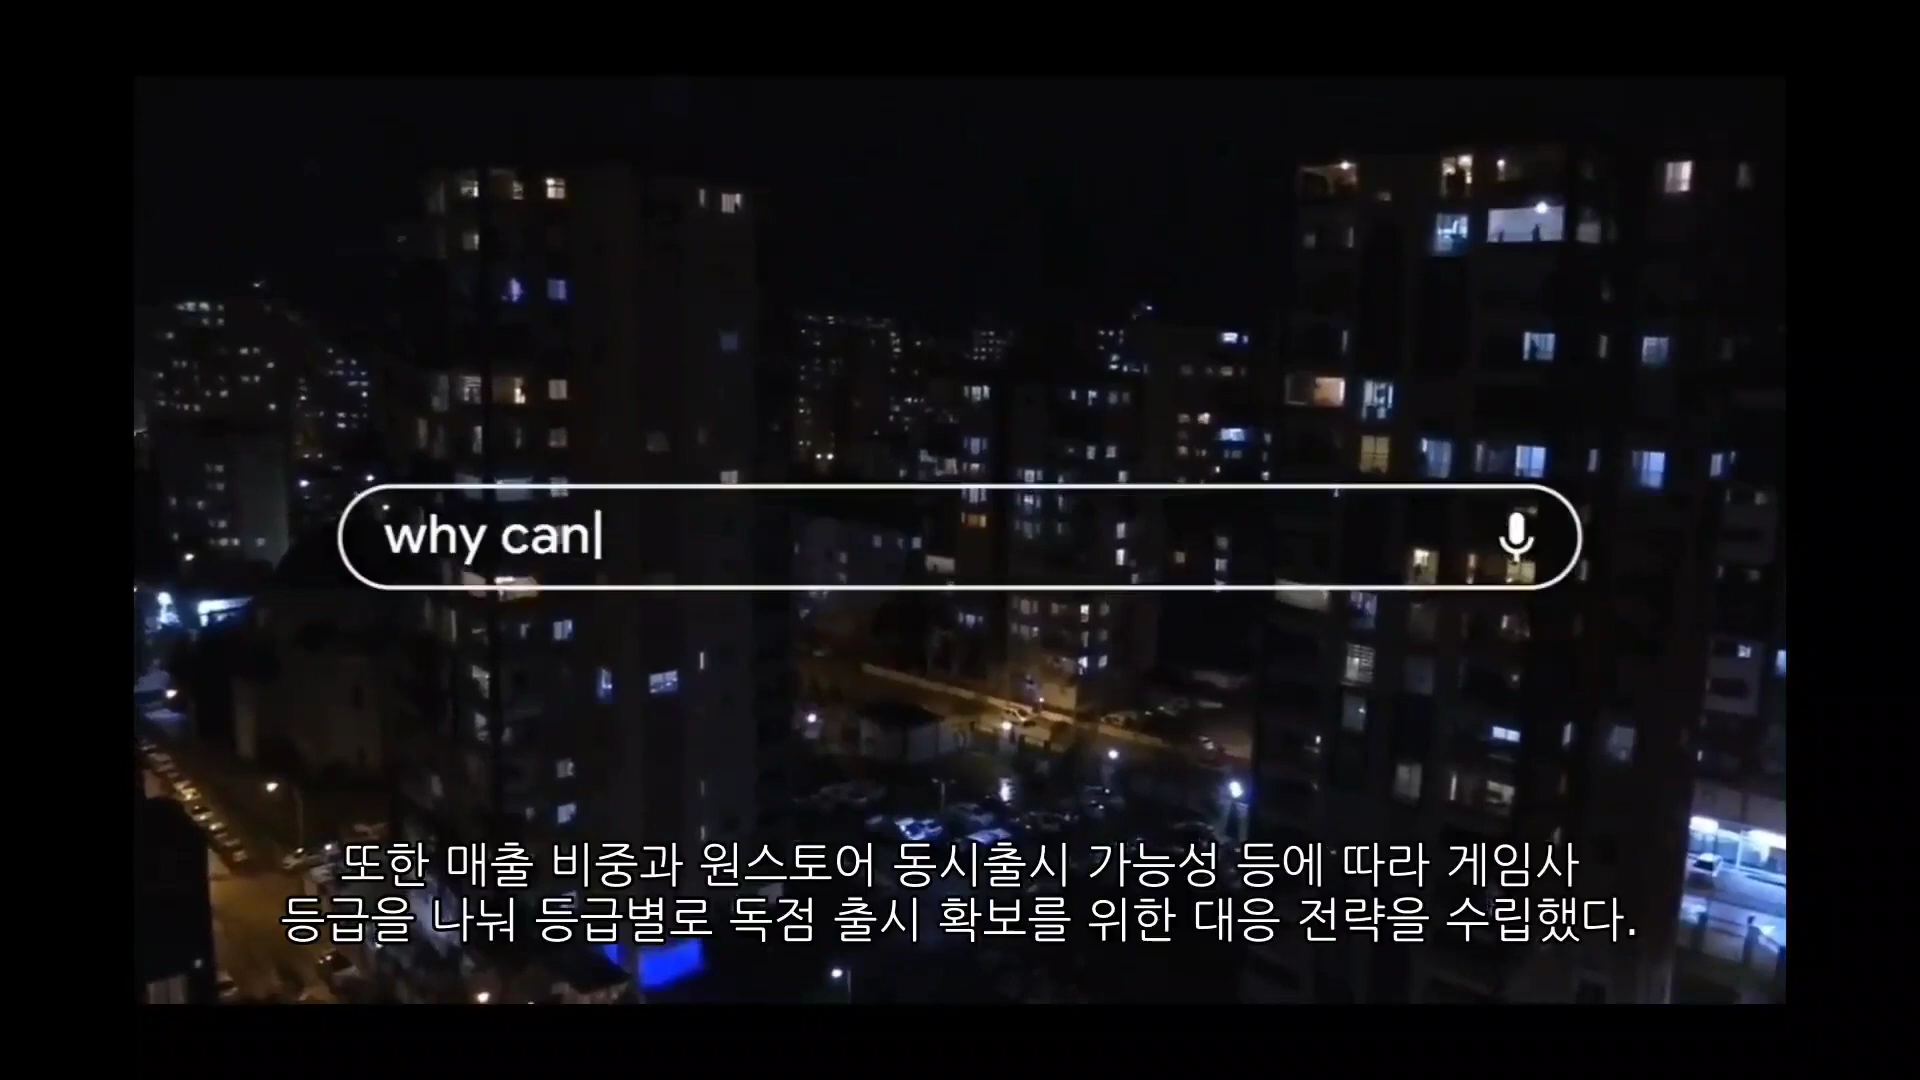 why can
또한 매출 비중과 원스토어 동시출시 가능성 등에 따라 게임사
등급을 나눠 등급별로 독점 출시 확보를 위한 대응 전략을 수립했다.